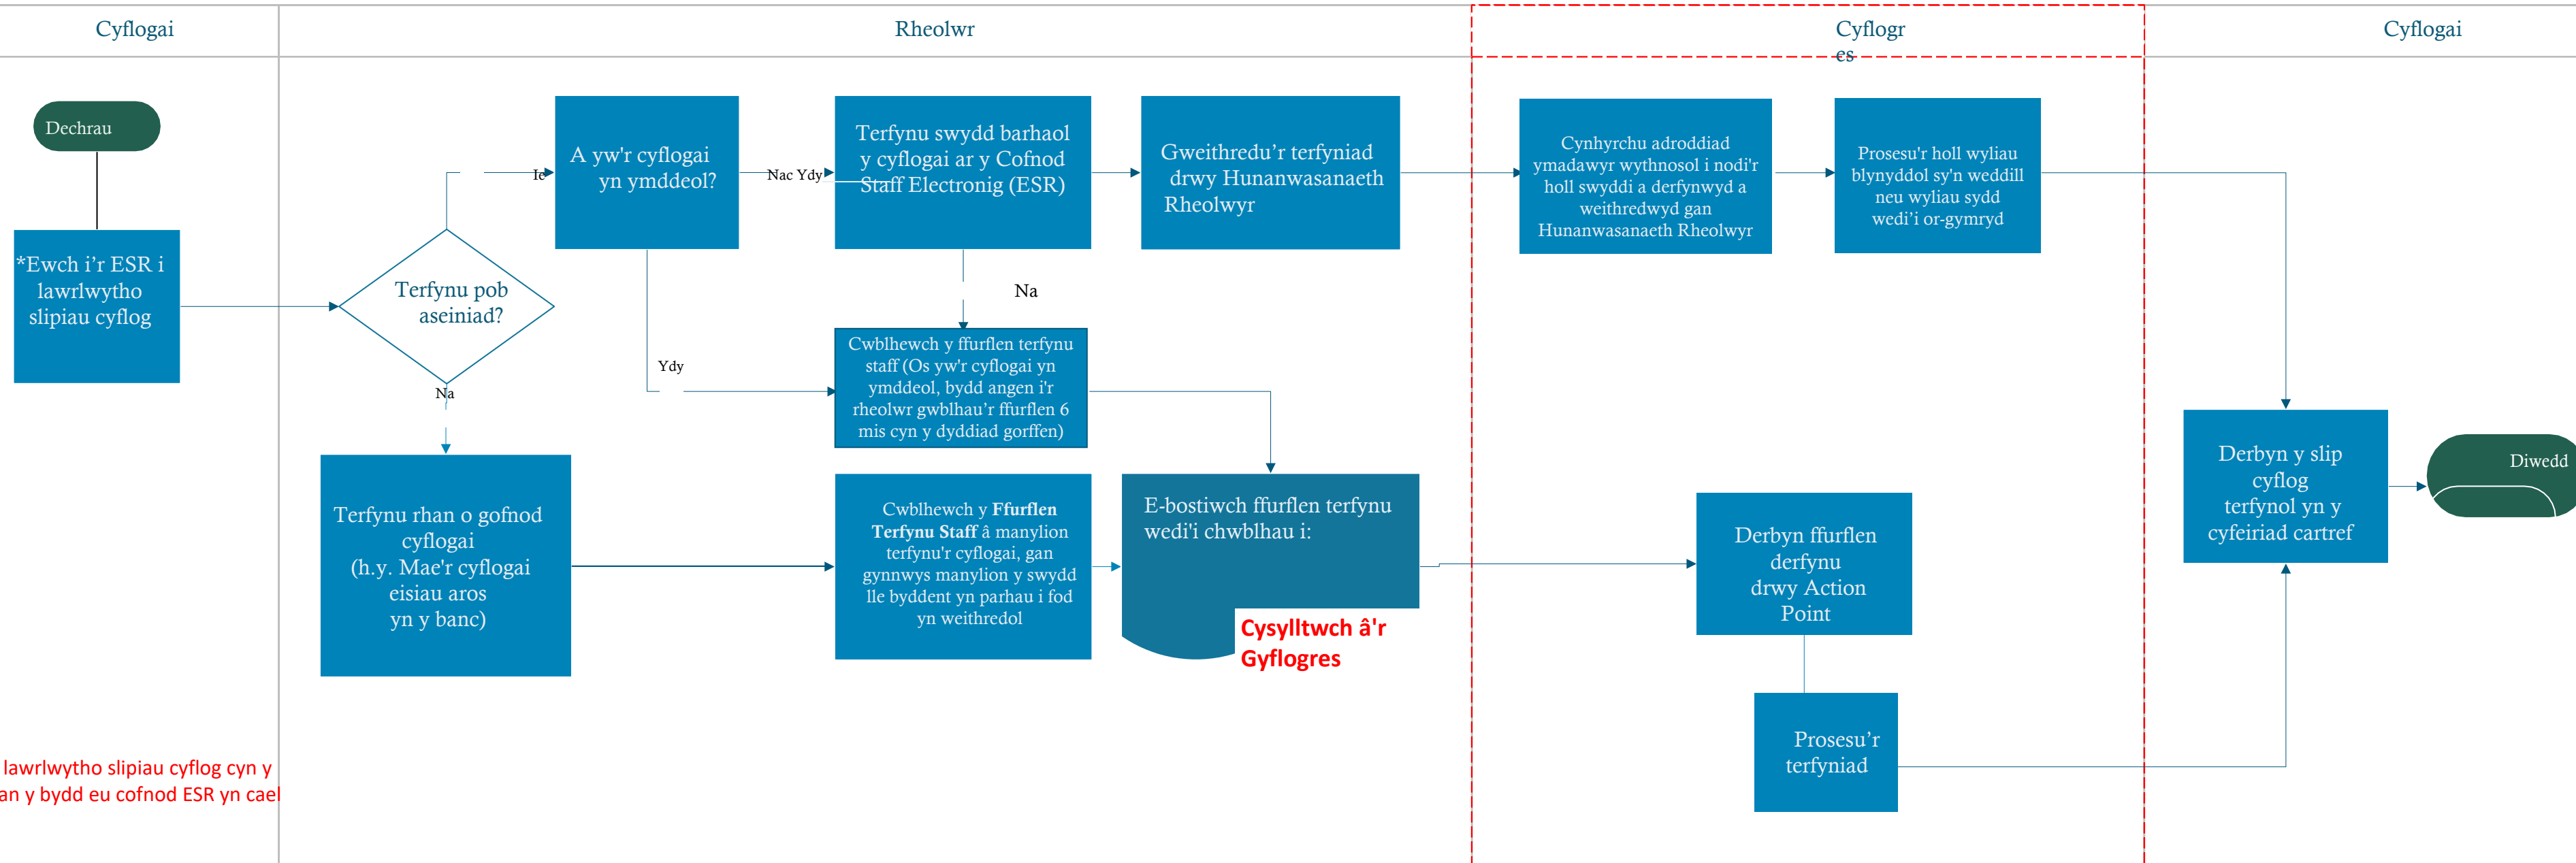 Cyflogai
Rheolwr
Cyflogr
es
Cyflogai
Dechrau
*Ewch i'r ESR i
lawrlwytho
slipiau cyflog
Terfynu pob
aseiniad?
Ie
Na
A yw'r cyflogai
yn ymddeol?
Nac Ydy
Ydy
Terfynu swydd barhaol
y cyflogai ar y Cofnod
Staff Electronig (ESR)
Na
Gweithredu’r terfyniad
drwy Hunanwasanaeth
Rheolwyr
Cynhyrchu adroddiad
ymadawyr wythnosol i nodi'r
holl swyddi a derfynwyd a
weithredwyd gan
Hunanwasanaeth Rheolwyr
Prosesu'r holl wyliau
blynyddol sy'n weddill
neu wyliau sydd
wedi’i or-gymryd
Cwblhewch y ffurflen terfynu
staff (Os yw'r cyflogai yn
ymddeol, bydd angen i'r
rheolwr gwblhau’r ffurflen 6
mis cyn y dyddiad gorffen)
Terfynu rhan o gofnod
cyflogai
(h.y. Mae'r cyflogai
eisiau aros
yn y banc)
Cwblhewch y Ffurflen
Terfynu Staff â manylion
terfynu'r cyflogai, gan
gynnwys manylion y swydd
lle byddent yn parhau i fod
yn weithredol
E-bostiwch ffurflen terfynu
wedi'i chwblhau i:
Cysylltwch â'r
Gyflogres
Derbyn ffurflen
derfynu
drwy Action
Point
Prosesu’r
terfyniad
Derbyn y slip
cyflog
terfynol yn y
cyfeiriad cartref
Diwedd
lawrlwytho slipiau cyflog cyn y
an y bydd eu cofnod ESR yn cael